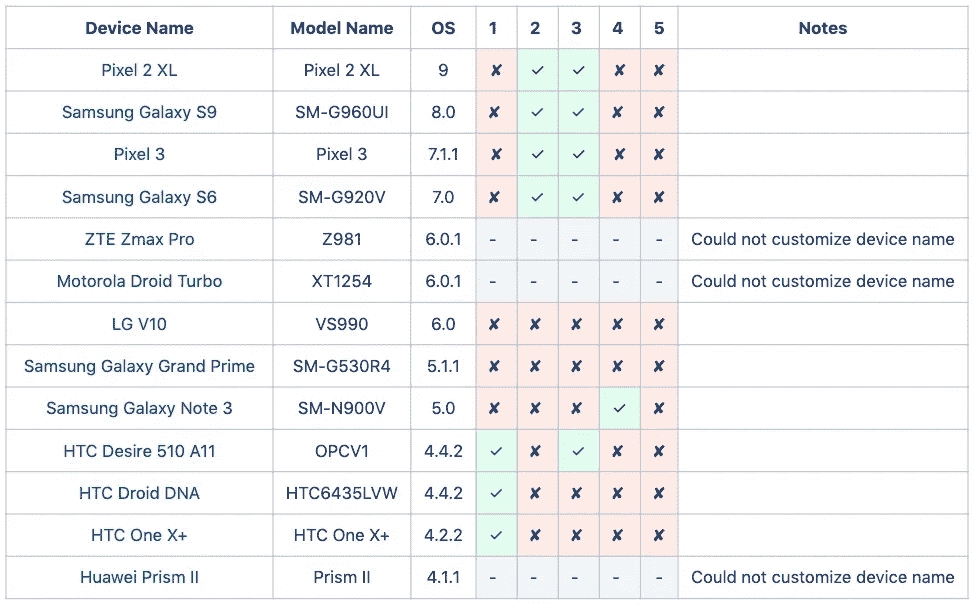 Device Name Model Name OS 1 2 3 4 5 Notes
Pixel 2 XL Pixel 2 XL 9 ✘ ✓ ✓ ✘ ✘
Samsung Galaxy S9 SM-G960UI 8.0 ✘ ✓ ✓ ✘ ✘
Pixel 3 Pixel 3 7.1.1 ✘ ✓ ✓ ✘ ✘
Samsung Galaxy S6 SM-G920V 7.0 ✘ ✓ ✓ ✘ ✘
ZTE Zmax Pro Z981 6.0.1 - - - - - Could not customize device name
Motorola Droid Turbo XT1254 6.0.1 - - - - - Could not customize device name
LG V10 VS990 6.0 ✘ ✘ ✘ ✘ ✘
Samsung Galaxy Grand Prime SM-G530R4 5.1.1 ✘ ✘ ✘ ✘ ✘
Samsung Galaxy Note 3 SM-N900V 5.0 ✘ ✘ ✘ ✓ ✘
HTC Desire 510 A11 OPCV1 4.4.2 ✓ ✘ ✓ ✘ ✘
HTC Droid DNA HTC6435LVW 4.4.2 ✓ ✘ ✘ ✘ ✘
HTC One X+ HTC One X+ 4.2.2 ✓ ✘ ✘ ✘ ✘
Huawei Prism II Prism II 4.1.1 - - - - - Could not customize device name